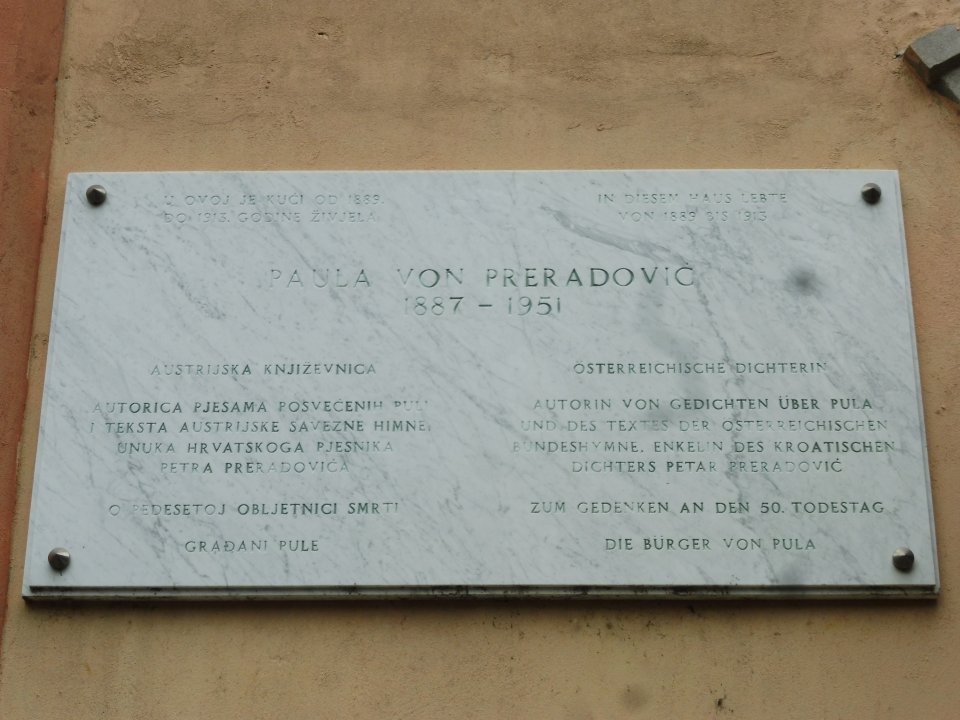 U OVOJ JE KUĆI OD 1889.
DO 1913. GODINE ŽIVJELA
IN DIESEM HAUS LEBTE
VON 1889 BIS 1913
PAULA VON PRERADOVIĆ
1887 – 1951
AUSTRIJSKA KNJIŽEVNICA
AUTORICA PJESAMA POSVEĆENIH PULI
I TEKSTA AUSTRIJSKE SAVEZNE HIMNE,
UNUKA HRVATSKOGA PJESNIKA
PETRA PRERADOVIĆA
O PEDESETOJ OBLJETNICI SMRTI
GRAĐANI PULE
ÖSTERREICHISCHE DICHTERIN
AUTORIN VON GEDICHTEN ÜBER PULA
UND DES TEXTES DER ÖSTERREICHISCHEN
BUNDESHYMNE, ENKELIN DES KROATISCHEN
DICHTERS PETAR PRERADOVIĆ
ZUM GEDENKEN AN DEN 50. TODESTAG
DIE BÜRGER VON PULA